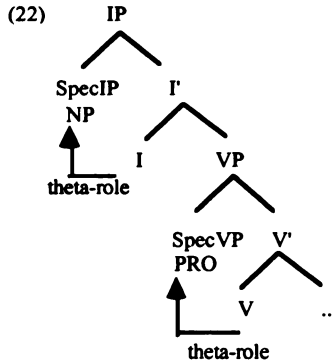 (22) IP
SpecIP I'
NP
I VP
theta-role
SpecVP V'
PRO
V ..
theta-role